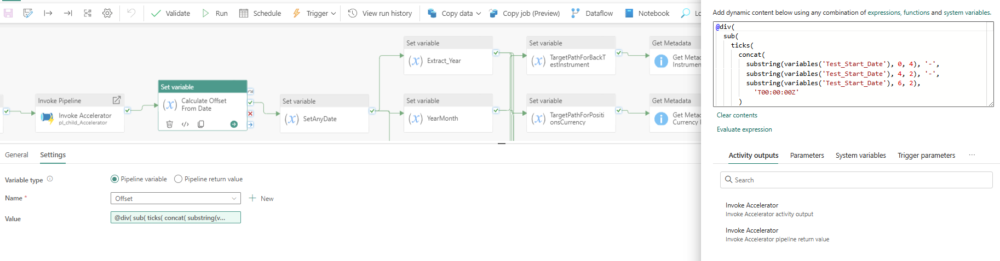 Validate
Run
Schedule
Trigger
View run history
Copy data
Copy job (Preview)
Dataflow
Notebook
Invoke Pipeline
Invoke Accelerator
pl_child_Accelerator
Set variable
(x) Calculate Offset
From Date
Set variable
(x) SetAnyDate
Set variable
(x) Extract_Year
Set variable
(x) YearMonth
Set variable
(x) TargetPathForBackT
estInstrument
Set variable
(x) TargetPathForPositi
onsCurrency
Get Metadata
Get Metad
Instrumen
Get Metadata
Get Metad
Currency
General
Settings
Variable type
Pipeline variable
Pipeline return value
Name *
Offset
New
Value
@div( sub( ticks( concat( substring(v...
Add dynamic content below using any combination of expressions, functions and system variables.
@div(
sub(
ticks(
concat(
substring(variables('Test_Start_Date'), 0, 4), '-',
substring(variables('Test_Start_Date'), 4, 2), '-',
substring(variables('Test_Start_Date'), 6, 2),
'T00:00:00Z'
)
Clear contents
Evaluate expression
Activity outputs
Parameters
System variables
Trigger parameters
...
Search
Invoke Accelerator
Invoke Accelerator activity output
Invoke Accelerator
Invoke Accelerator pipeline return value